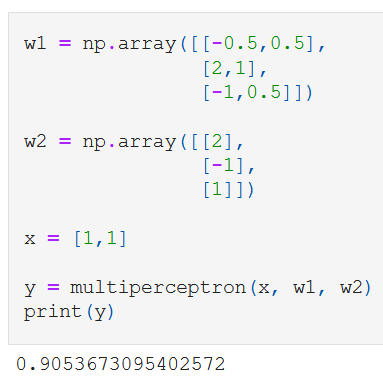 w1 = np.array([[-0.5,0.5],
[2,1],
[-1,0.5]])
w2 = np.array([[2],
[-1],
[1]])
x = [1,1]
y = multiperceptron(x, w1, w2)
print(y)
0.9053673095402572